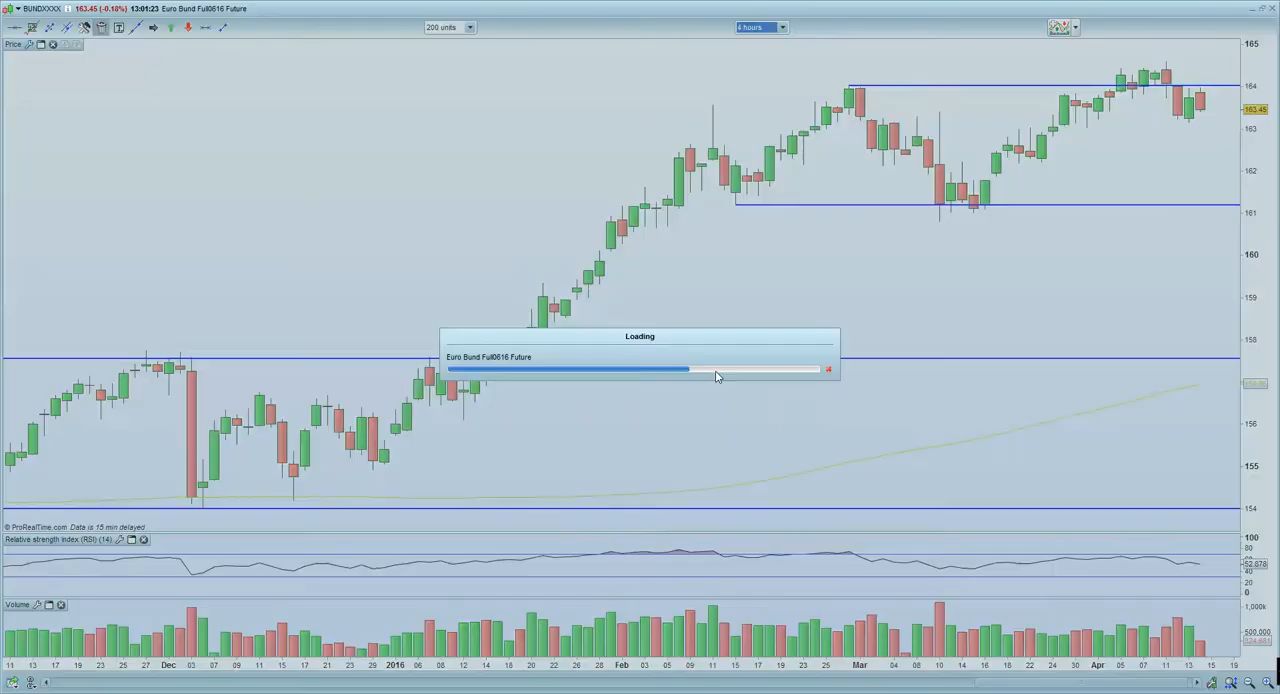 BUNDXXXX 163.45 (-0.18%) 13:01:23 Euro Bund Full0616 Future
200 units
4 hours
Price
165
164
163.45
163
162
161
160
159
158
156
155
154
Loading
Euro Bund Full0616 Future
© ProRealTime.com Data is 15 min delayed
Relative strength index (RSI) (14)
100
80
52.878
40
20
0
Volume
1,000k
500,000
11 13 17 19 23 25 27 Dec 03 07 09 11 15 17 21 23 29 2016 06 08 12 14 18 20 22 26 28 Feb 03 05 09 11 15 17 19 23 25 Mar 04 08 10 14 16 18 22 24 30 Apr 05 07 11 13 15 19